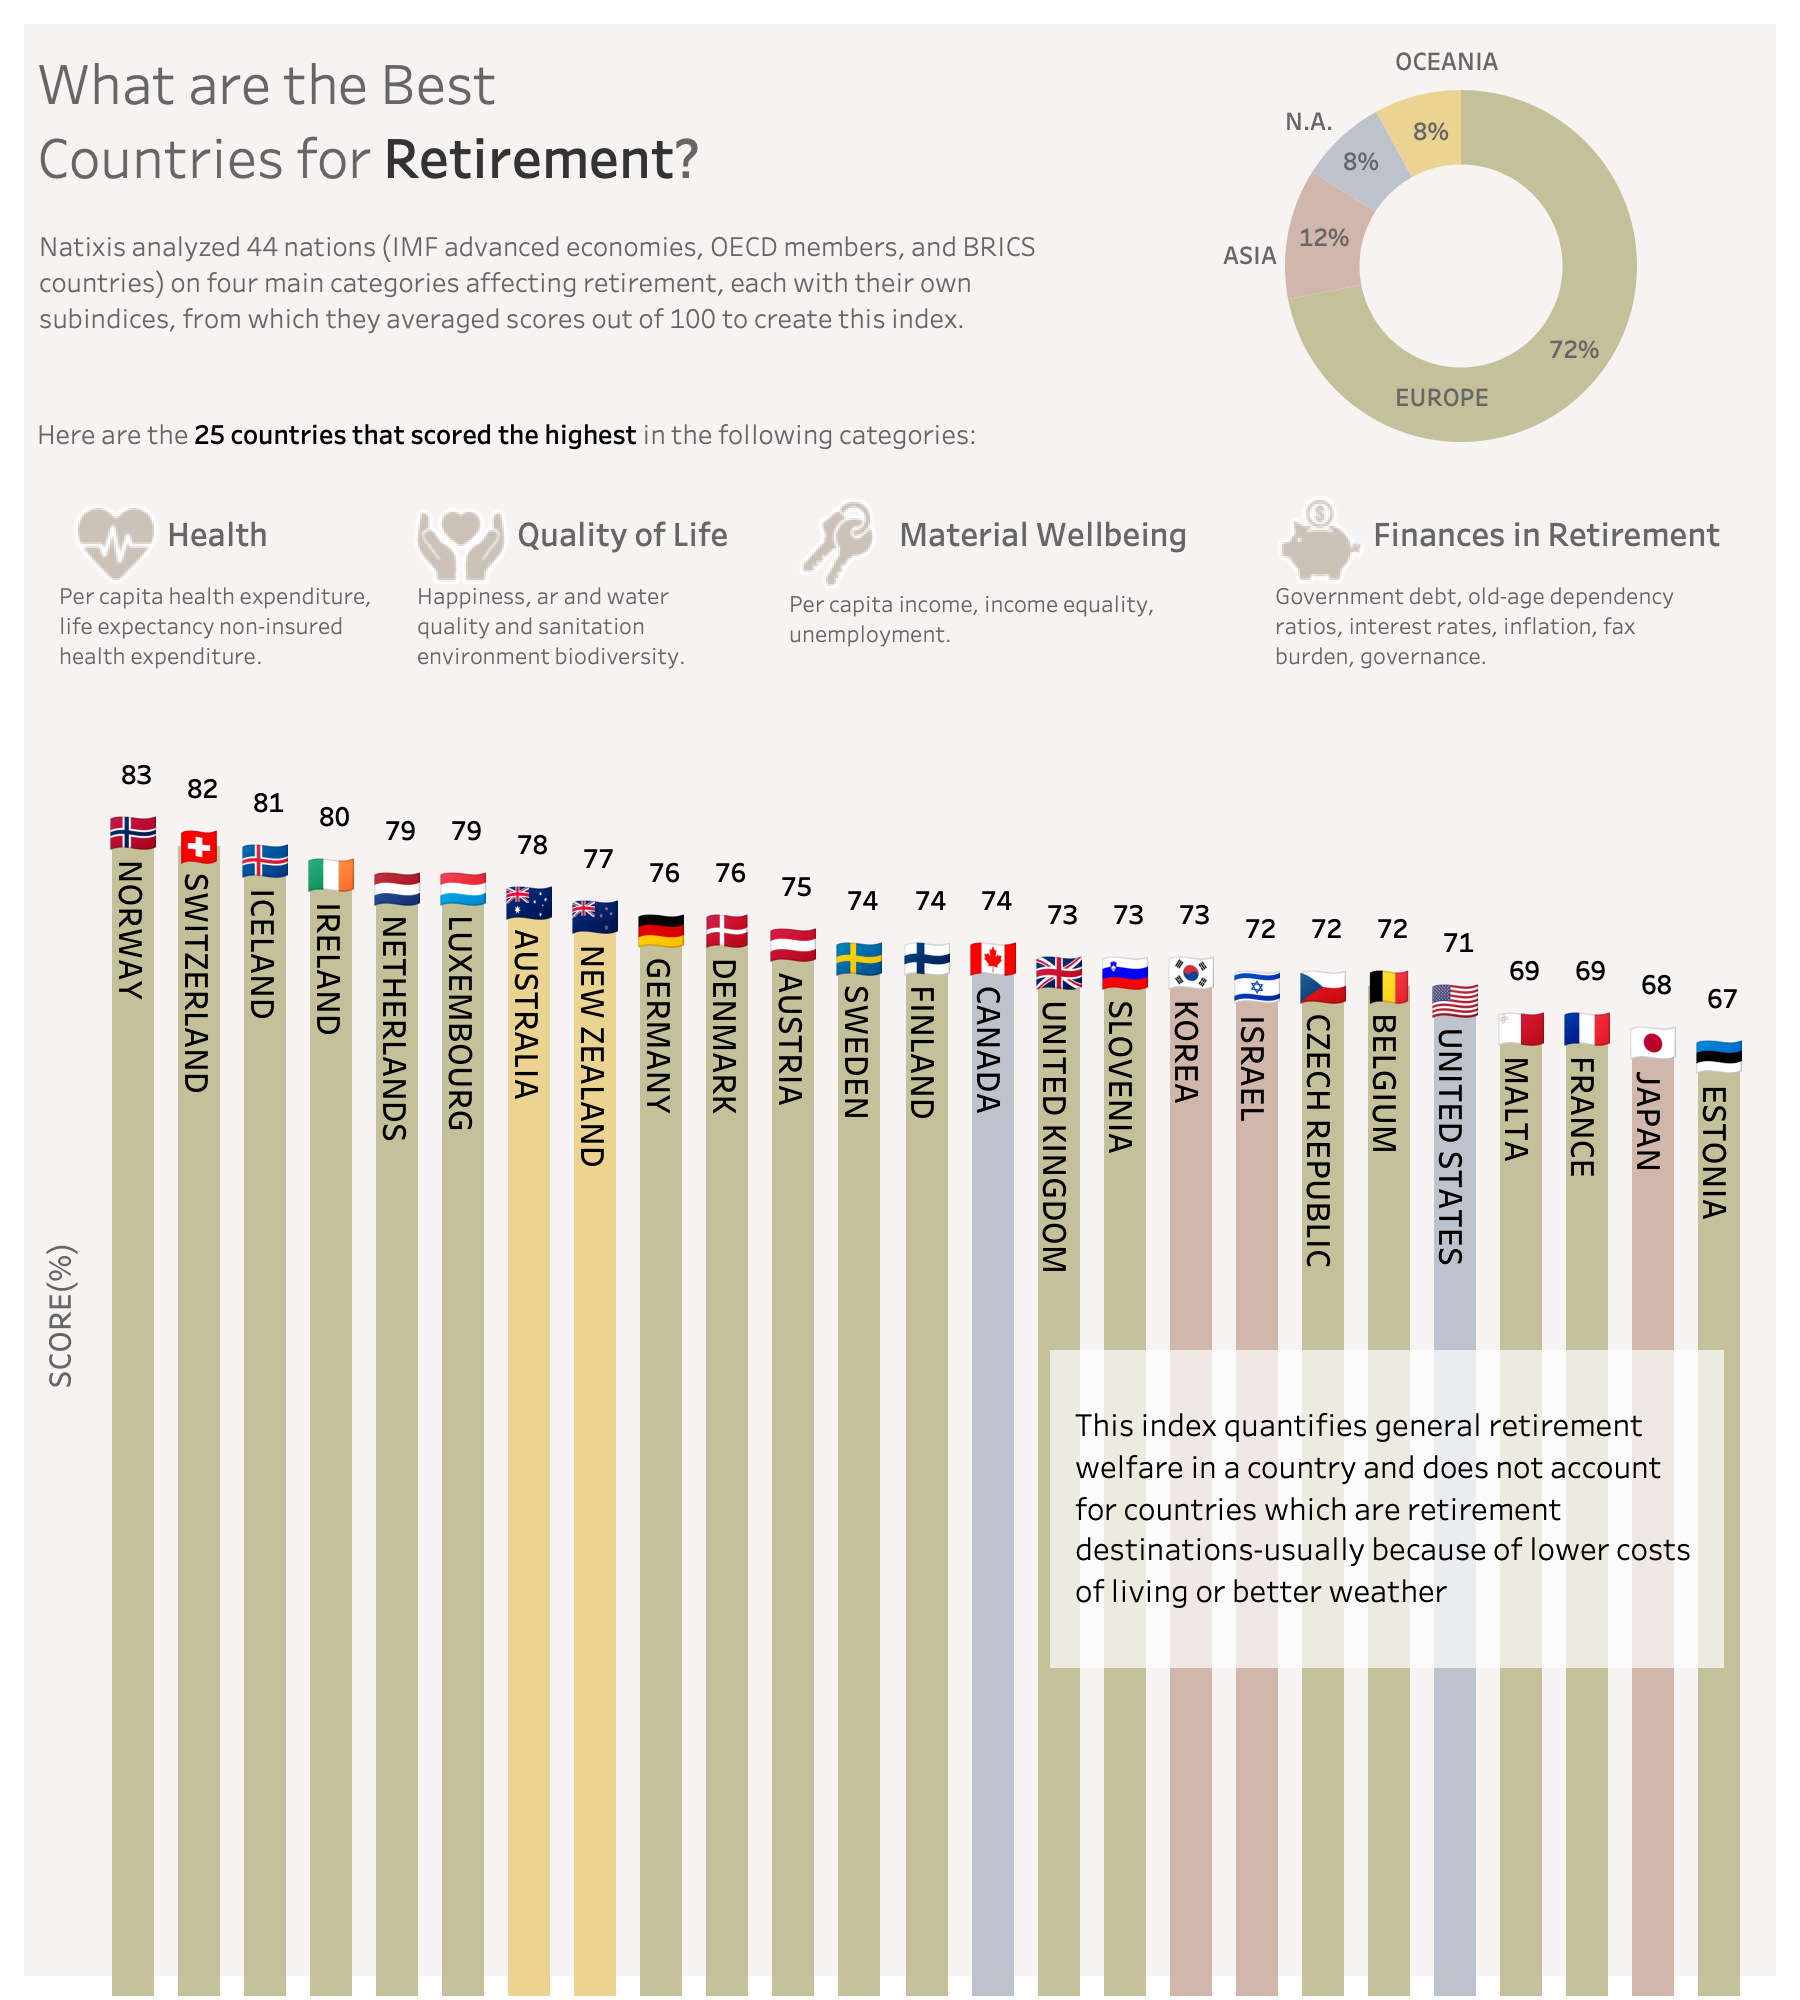 What are the Best
Countries for Retirement?
Natixis analyzed 44 nations (IMF advanced economies, OECD members, and BRICS
countries) on four main categories affecting retirement, each with their own
subindices, from which they averaged scores out of 100 to create this index.
OCEANIA
N.A.
8%
8%
ASIA
12%
72%
EUROPE
Here are the 25 countries that scored the highest in the following categories:
Health
Per capita health expenditure,
life expectancy non-insured
health expenditure.
Quality of Life
Happiness, ar and water
quality and sanitation
environment biodiversity.
Material Wellbeing
Per capita income, income equality,
unemployment.
$
Finances in Retirement
Government debt, old-age dependency
ratios, interest rates, inflation, fax
burden, governance.
SCORE(%)
83
NORWAY
82
SWITZERLAND
81
ICELAND
80
IRELAND
79
NETHERLANDS
79
LUXEMBOURG
78
AUSTRALIA
77
NEW ZEALAND
76
GERMANY
76
DENMARK
75
AUSTRIA
74
SWEDEN
74
FINLAND
74
CANADA
73
UNITED KINGDOM
73
SLOVENIA
73
KOREA
72
ISRAEL
72
CZECH REPUBLIC
72
BELGIUM
71
UNITED STATES
69
MALTA
69
FRANCE
68
JAPAN
67
ESTONIA
This index quantifies general retirement
welfare in a country and does not account
for countries which are retirement
destinations-usually because of lower costs
of living or better weather